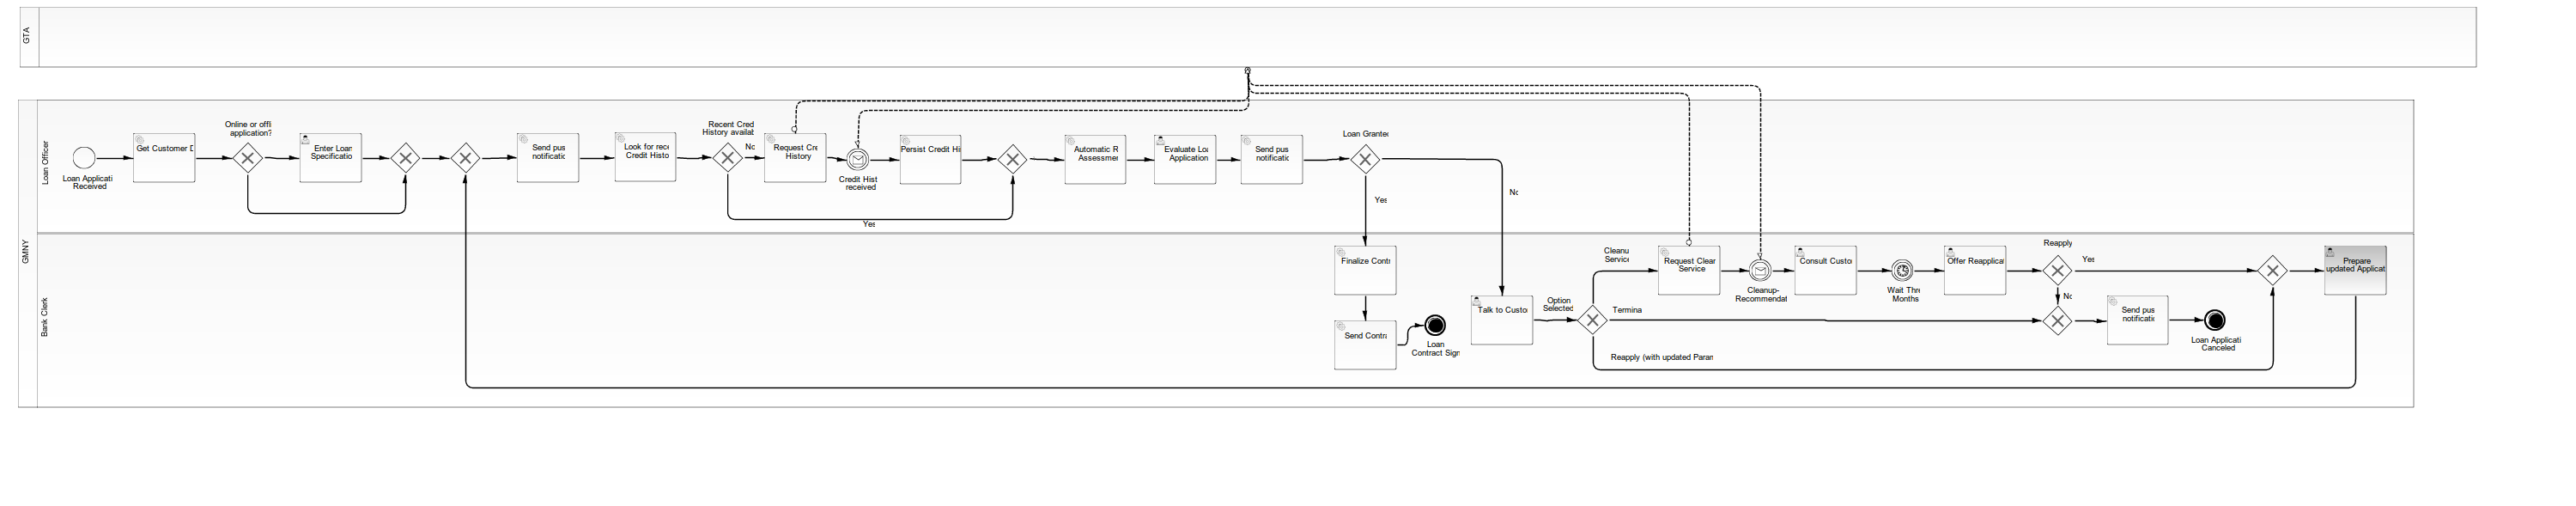 GTA
GMNY
Loan Officer
Bank Clerk
Loan Applicati
Received
Get Customer D
Online or offl
application?
Enter Loan
Specificatio
Send pus
notificatic
Look for rece
Credit Histo
Recent Cred
History availab
No
Yes
Request Cre
History
Credit Hist
received
Persist Credit Hi
Automatic R
Assessmer
Evaluate Loa
Application
Send pus
notificatic
Loan Grantec
Yes
No
Finalize Contr
Send Contra
Loan
Contract Sign
Talk to Custo
Option
Selected
Cleanu
Servic
Termina
Reapply (with updated Param
Request Clear
Service
Cleanup-
Recommendat
Consult Custo
Wait Thre
Months
Offer Reapplica
Reapply
Yes
No
Send pus
notificatic
Loan Applicati
Canceled
Prepare
updated Applicat